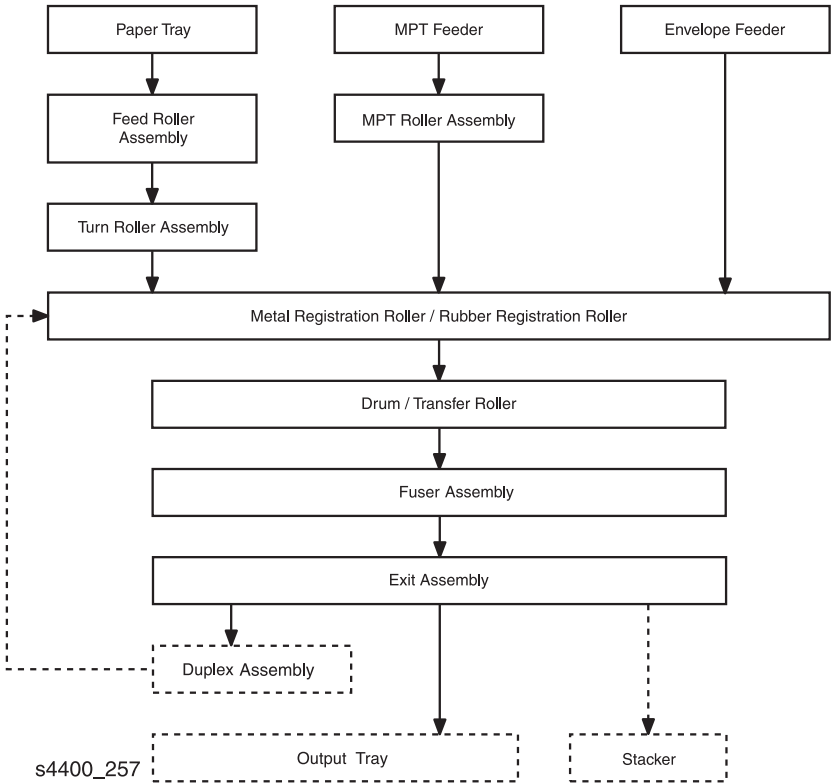 Paper Tray
MPT Feeder
Envelope Feeder
Feed Roller
Assembly
MPT Roller Assembly
Turn Roller Assembly
Metal Registration Roller / Rubber Registration Roller
Drum / Transfer Roller
Fuser Assembly
Exit Assembly
Duplex Assembly
Output Tray
Stacker
s4400_257